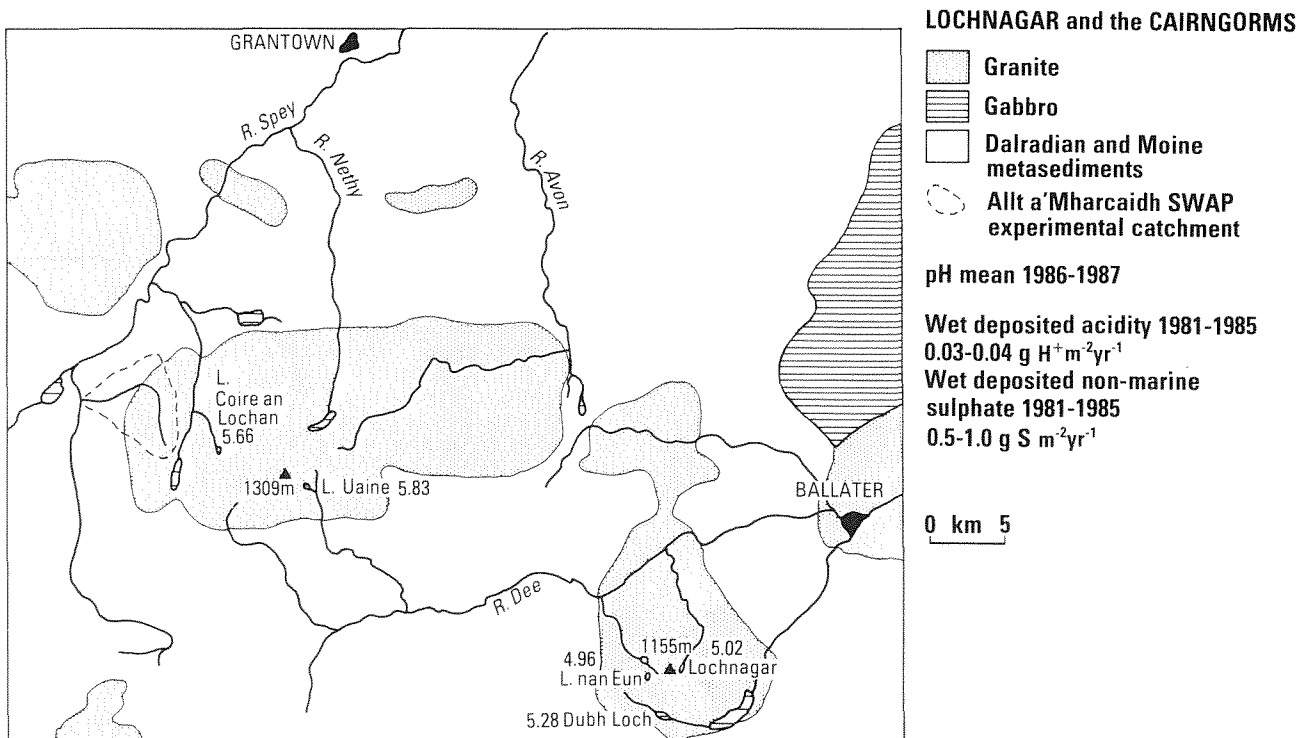 GRANTOWN
R. Spey
R. Nethy
R. Avon
L.
Coire an
Lochan
5.66
1309m
L. Uaine 5.83
BALLATER
R. Dee
1155m
5.02
Lochnagar
4.96
L. nan Eun
5.28 Dubh Loch
LOCHNAGAR and the CAIRNGORMS
Granite
Gabbro
Dalradian and Moine
metasediments
Allt a'Mharcaidh SWAP
experimental catchment
pH mean 1986-1987
Wet deposited acidity 1981-1985
0.03-0.04 g H⁺m⁻²yr⁻¹
Wet deposited non-marine
sulphate 1981-1985
0.5-1.0 g S m⁻²yr⁻¹
0 km 5